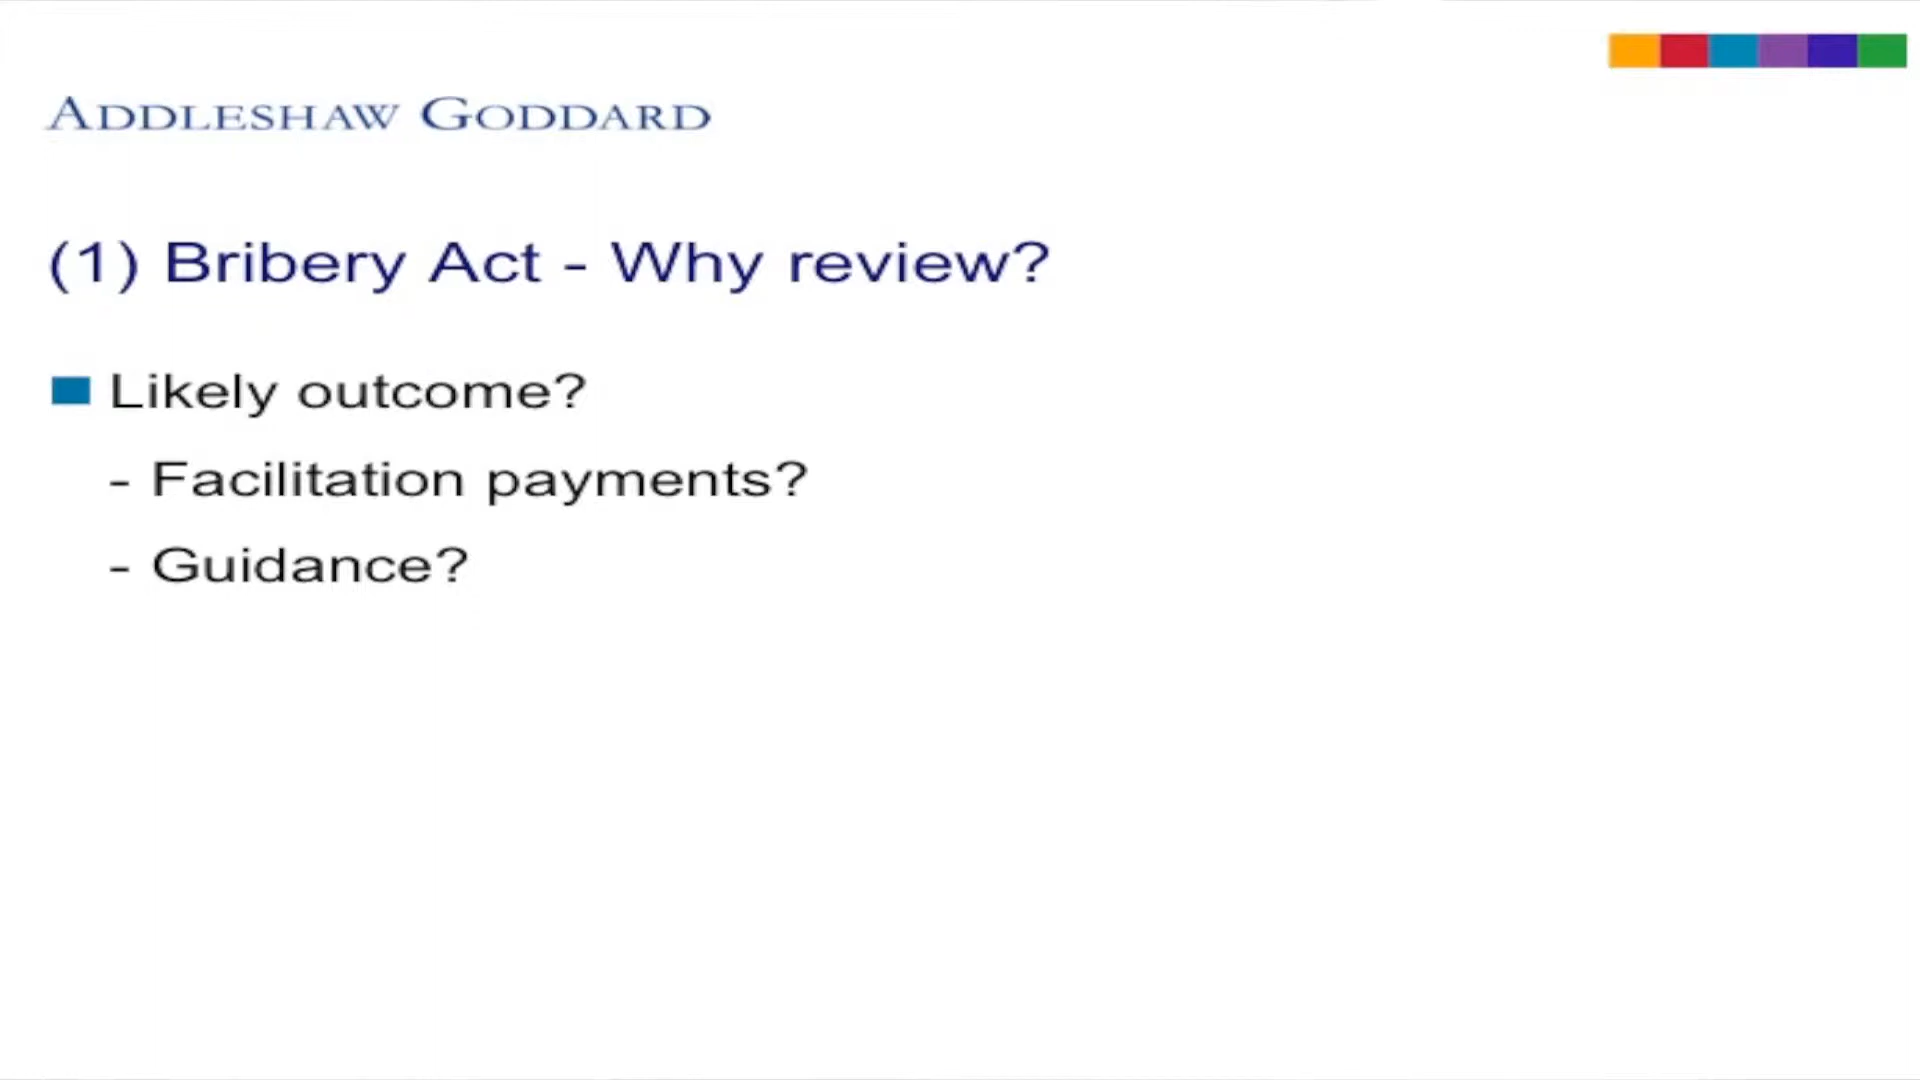 ADDLESHAW GODDARD
(1) Bribery Act - Why review?
Likely outcome?
- Facilitation payments?
- Guidance?